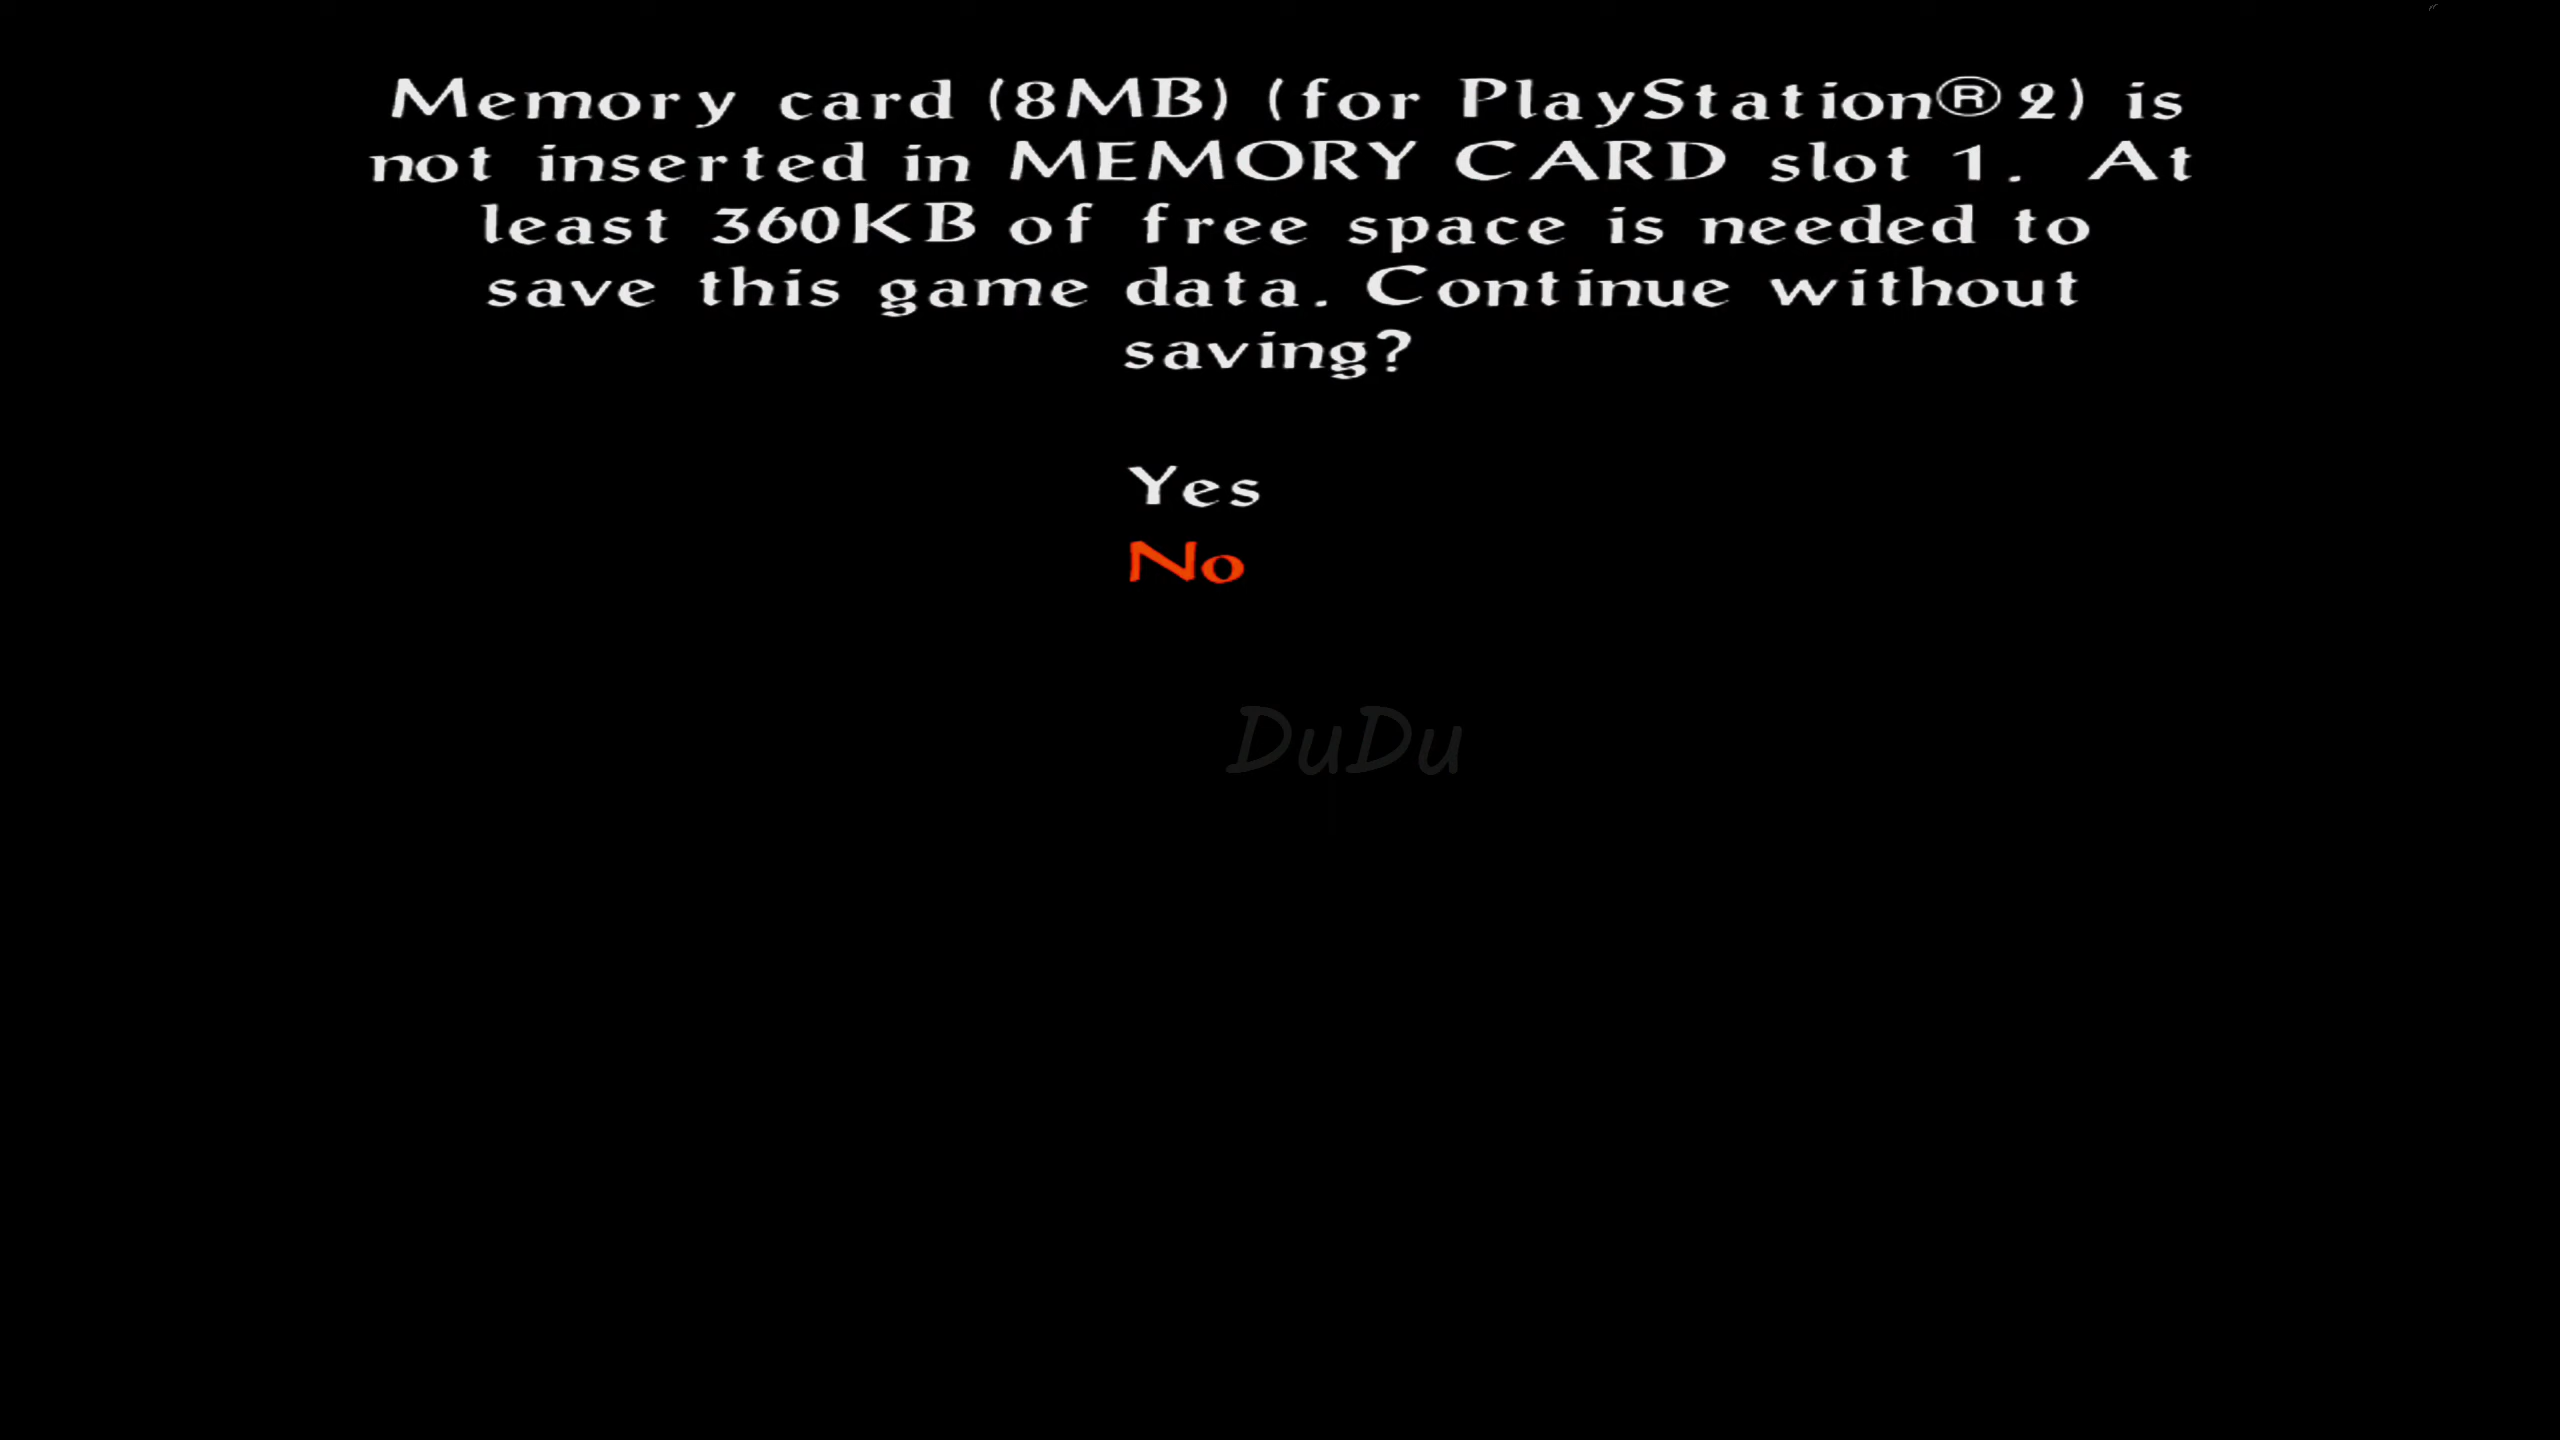 Memory card (8MB) (for PlayStation®2) is
not inserted in MEMORY CARD slot 1. At
least 360KB of free space is needed to
save this game data. Continue without
saving?
Yes
No
DuDu